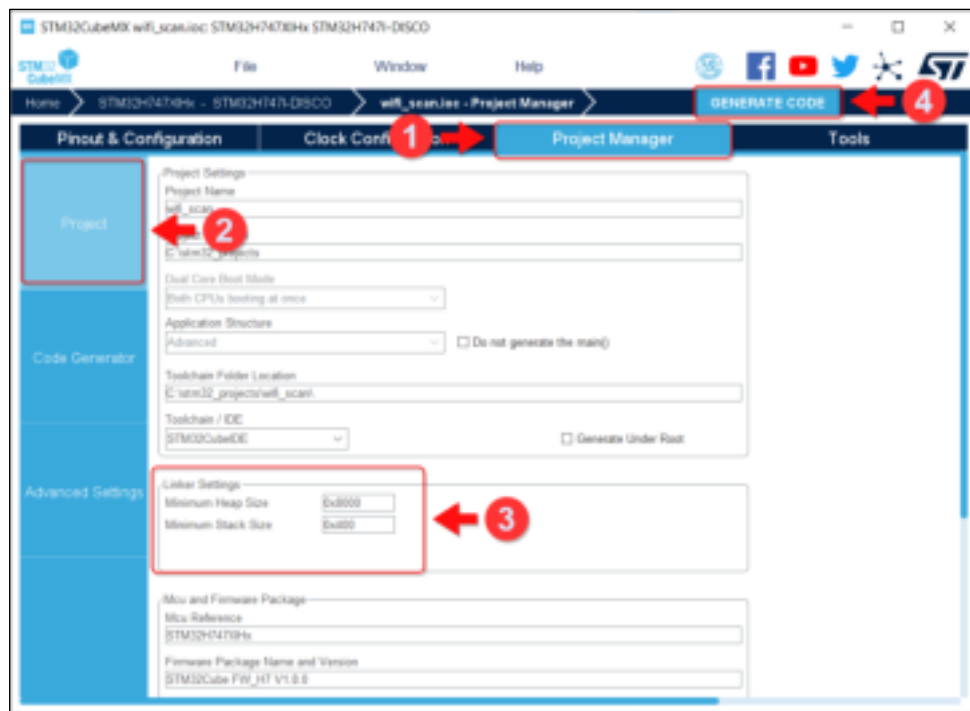 STM32CubeMX wifi_scan.ioc: STM32H747XIHx STM32H747I-DISCO
STM32 CubeMX
File Window Help
Home STM32H747XIHx - STM32H747I-DISCO wifi_scan.ioc - Project Manager GENERATE CODE 4
Pinout & Configuration Clock 1 Project Manager Tools
Project Settings
Project Name
wifi_scan
Project 2
C:\stm32_projects
Dual Core Boot Mode
Both CPUs booting at once
Application Structure
Advanced Do not generate the main()
Code Generator
Toolchain Folder Location
C:\stm32_projects\wifi_scan\
Toolchain / IDE
STM32CubeIDE Generate Under Root
Linker Settings
Advanced Settings
Minimum Heap Size
Minimum Stack Size 0x400
3
Mcu and Firmware Package
Mcu Reference
STM32H747XIHx
Firmware Package Name and Version
STM32Cube FW_H7